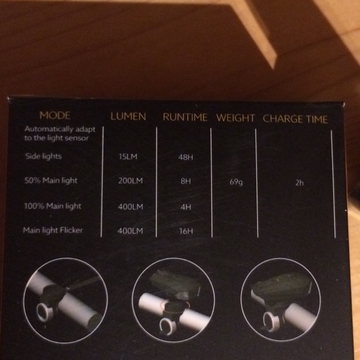 MODE LUMEN RUNTIME WEIGHT CHARGE TIME
Automatically adapt
to the light sensor
Side lights 15LM 48H
50% Main light 200LM 8H 69g 2h
100% Main light 400LM 4H
Main light Flicker 400LM 16H